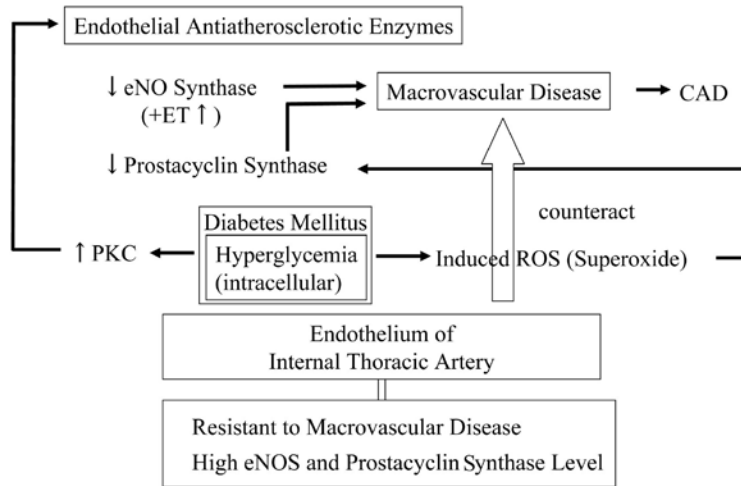 Endothelial Antiatherosclerotic Enzymes
↓ eNO Synthase
(+ET ↑ )
Macrovascular Disease
CAD
↓ Prostacyclin Synthase
counteract
Diabetes Mellitus
↑ PKC
Hyperglycemia
(intracellular)
Induced ROS (Superoxide)
Endothelium of
Internal Thoracic Artery
Resistant to Macrovascular Disease
High eNOS and Prostacyclin Synthase Level